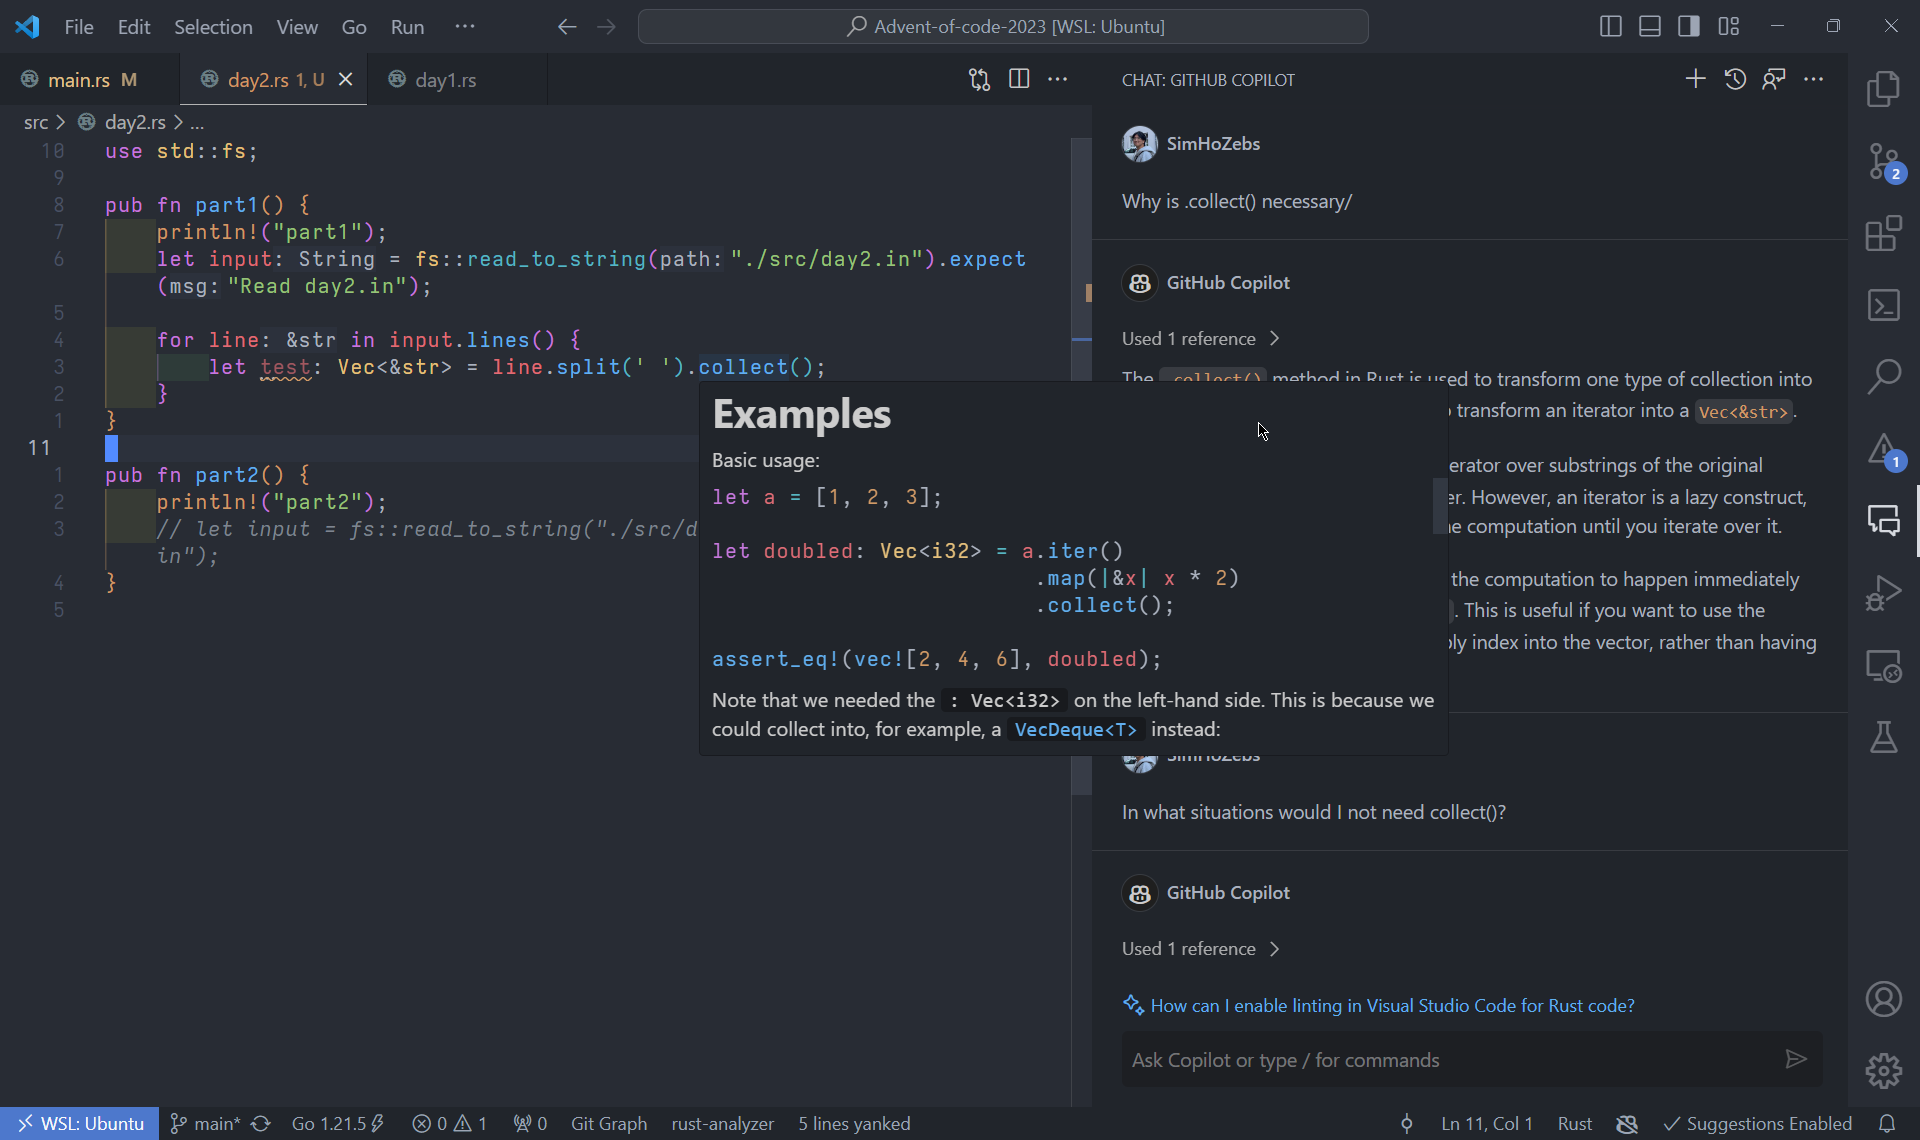 File Edit Selection View Go Run ···
Advent-of-code-2023 [WSL: Ubuntu]
main.rs M
day2.rs 1, U
day1.rs
src > day2.rs > ...
10 use std::fs;
9
8 pub fn part1() {
7 println!("part1");
6 let input: String = fs::read_to_string(path: "./src/day2.in").expect
(msg: "Read day2.in");
5
4 for line: &str in input.lines() {
3 let test: Vec<&str> = line.split(' ').collect();
2 }
1 }
11
1 pub fn part2() {
2 println!("part2");
3 // let input = fs::read_to_string("./src/d
in");
4 }
5
Examples
Basic usage:
let a = [1, 2, 3];
let doubled: Vec<i32> = a.iter()
.map(|&x| x * 2)
.collect();
assert_eq!(vec![2, 4, 6], doubled);
Note that we needed the : Vec<i32> on the left-hand side. This is because we
could collect into, for example, a VecDeque<T> instead:
CHAT: GITHUB COPILOT
SimHoZebs
Why is .collect() necessary/
GitHub Copilot
Used 1 reference >
The .collect() method in Rust is used to transform one type of collection into
transform an iterator into a Vec<&str>.
erator over substrings of the original
er. However, an iterator is a lazy construct,
e computation until you iterate over it.
the computation to happen immediately
. This is useful if you want to use the
ly index into the vector, rather than having
SimHoZebs
In what situations would I not need collect()?
GitHub Copilot
Used 1 reference >
How can I enable linting in Visual Studio Code for Rust code?
Ask Copilot or type / for commands
2
1
WSL: Ubuntu
main*
Go 1.21.5
0
1
0
Git Graph
rust-analyzer
5 lines yanked
Ln 11, Col 1
Rust
Suggestions Enabled